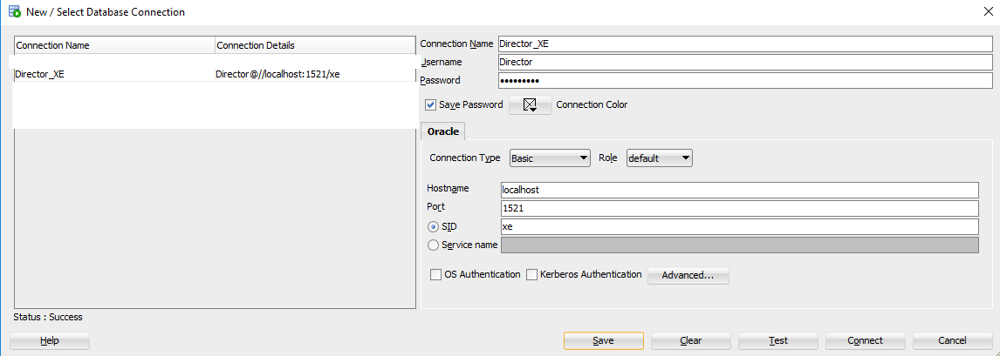 New / Select Database Connection
Connection Name Connection Details
Director_XE Director@//localhost:1521/xe
Connection Name Director_XE
Username Director
Password •••••••••
Save Password Connection Color
Oracle
Connection Type Basic Role default
Hostname localhost
Port 1521
SID xe
Service name
OS Authentication Kerberos Authentication Advanced...
Status : Success
Help Save Clear Test Connect Cancel